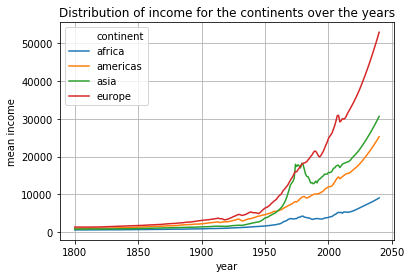 Distribution of income for the continents over the years
mean income
50000
40000
30000
20000
10000
0
continent
africa
americas
asia
europe
1800
1850
1900
1950
2000
2050
year